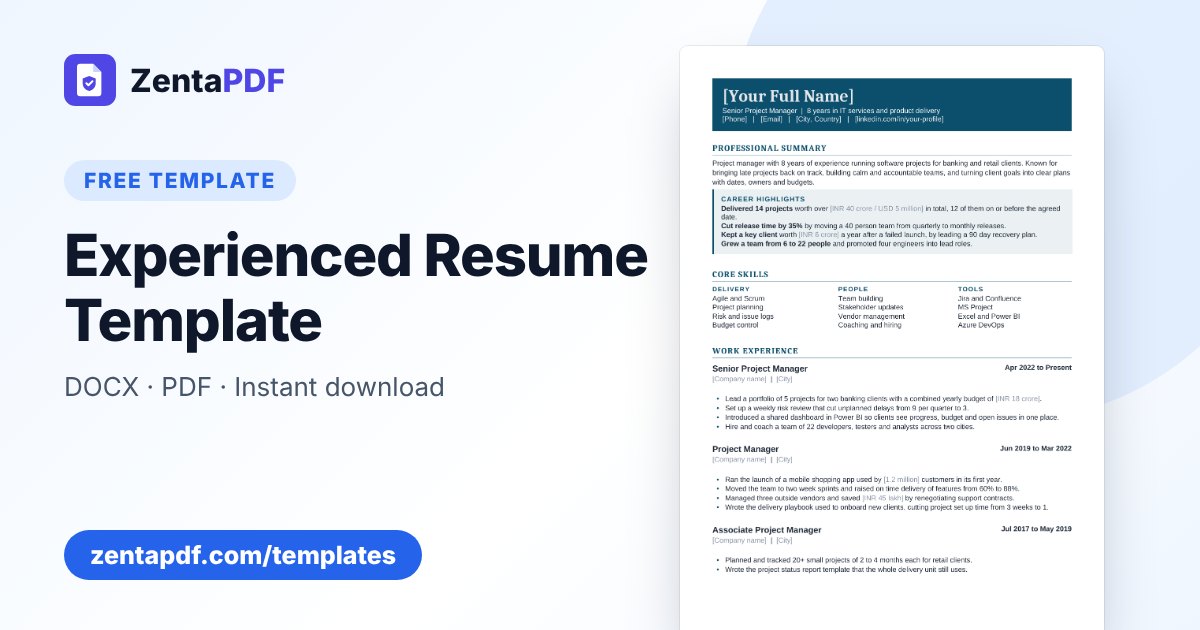 ZentaPDF
FREE TEMPLATE
Experienced Resume
Template
DOCX · PDF · Instant download
zentapdf.com/templates
[Your Full Name]
Senior Project Manager | 8 years in IT services and product delivery
[Phone] | [Email] | [City, Country] | [linkedin.com/in/your-profile]
PROFESSIONAL SUMMARY
Project manager with 8 years of experience running software projects for banking and retail clients. Known for
bringing late projects back on track, building calm and accountable teams, and turning client goals into clear plans
with dates, owners and budgets.
CAREER HIGHLIGHTS
Delivered 14 projects worth over [INR 40 crore / USD 5 million] in total, 12 of them on or before the agreed
date.
Cut release time by 35% by moving a 40 person team from quarterly to monthly releases.
Kept a key client worth [INR 6 crore] a year after a failed launch, by leading a 90 day recovery plan.
Grew a team from 6 to 22 people and promoted four engineers into lead roles.
CORE SKILLS
DELIVERY PEOPLE TOOLS
Agile and Scrum Team building Jira and Confluence
Project planning Stakeholder updates MS Project
Risk and issue logs Vendor management Excel and Power BI
Budget control Coaching and hiring Azure DevOps
WORK EXPERIENCE
Senior Project Manager Apr 2022 to Present
[Company name] | [City]
• Lead a portfolio of 5 projects for two banking clients with a combined yearly budget of [INR 18 crore].
• Set up a weekly risk review that cut unplanned delays from 9 per quarter to 3.
• Introduced a shared dashboard in Power BI so clients see progress, budget and open issues in one place.
• Hire and coach a team of 22 developers, testers and analysts across two cities.
Project Manager Jun 2019 to Mar 2022
[Company name] | [City]
• Ran the launch of a mobile shopping app used by [1.2 million] customers in its first year.
• Moved the team to two week sprints and raised on time delivery of features from 60% to 88%.
• Managed three outside vendors and saved [INR 45 lakh] by renegotiating support contracts.
• Wrote the delivery playbook used to onboard new clients, cutting project set up time from 3 weeks to 1.
Associate Project Manager Jul 2017 to May 2019
[Company name] | [City]
• Planned and tracked 20+ small projects of 2 to 4 months each for retail clients.
• Wrote the project status report template that the whole delivery unit still uses.